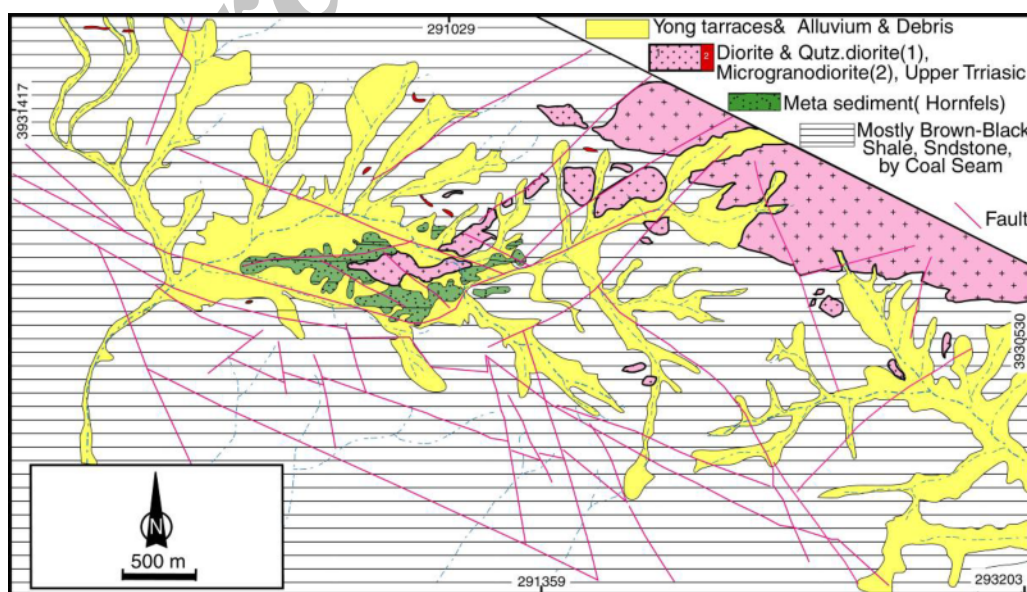 291029
Yong tarraces& Alluvium & Debris
2
Diorite & Qutz.diorite(1),
Microgranodiorite(2), Upper Trriasic
Meta sediment( Hornfels)
Mostly Brown-Black
Shale, Sndstone,
by Coal Seam
Fault
3931417
3930530
N
500 m
291359
293203